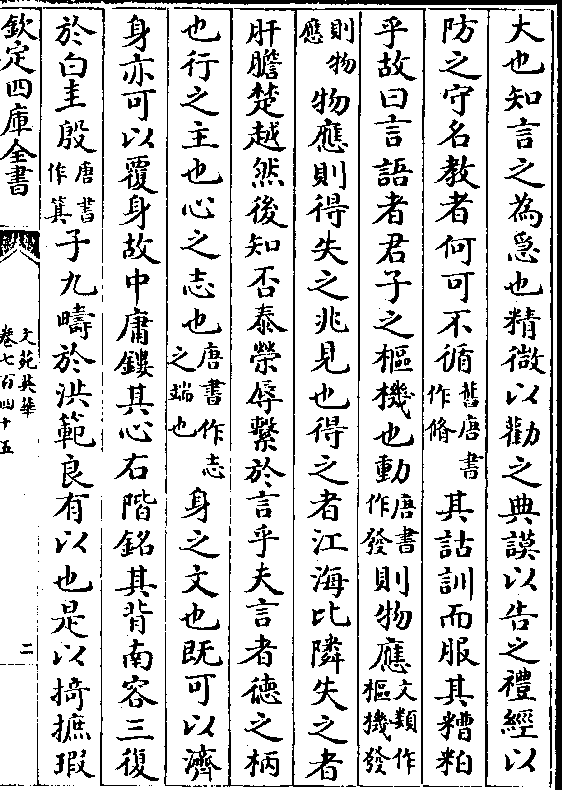 大也知言之為愚也精微以勸之典謨以告之禮經以
防之守名教者何可不循舊唐書作脩其詁訓而服其糟粕
乎故曰言語者君子之樞機也動唐書作發則物應文類作樞機發
則物應物應則得失之兆見也得之者江海比隣失之者
肝膽楚越然後知否泰榮辱繫於言乎夫言者德之柄
也行之主也心之志也唐書作志之端也身之文也既可以濟
身亦可以覆身故中庸鏤其心右階銘其背南容三復
於白圭殷唐書作箕子九疇於洪範良有以也是以掎摭瑕
欽定四庫全書
文苑英華
卷七百四十五
二